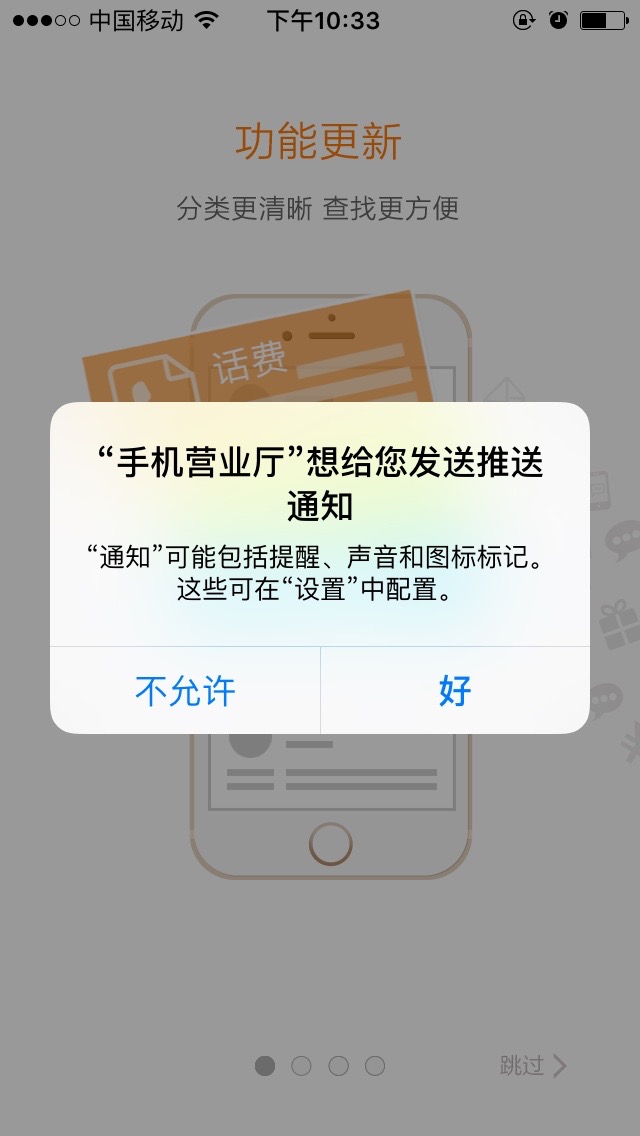 中国移动 下午10:33
功能更新
分类更清晰 查找更方便
话费
“手机营业厅”想给您发送推送
通知
“通知”可能包括提醒、声音和图标标记。
这些可在“设置”中配置。
不允许 好
跳过